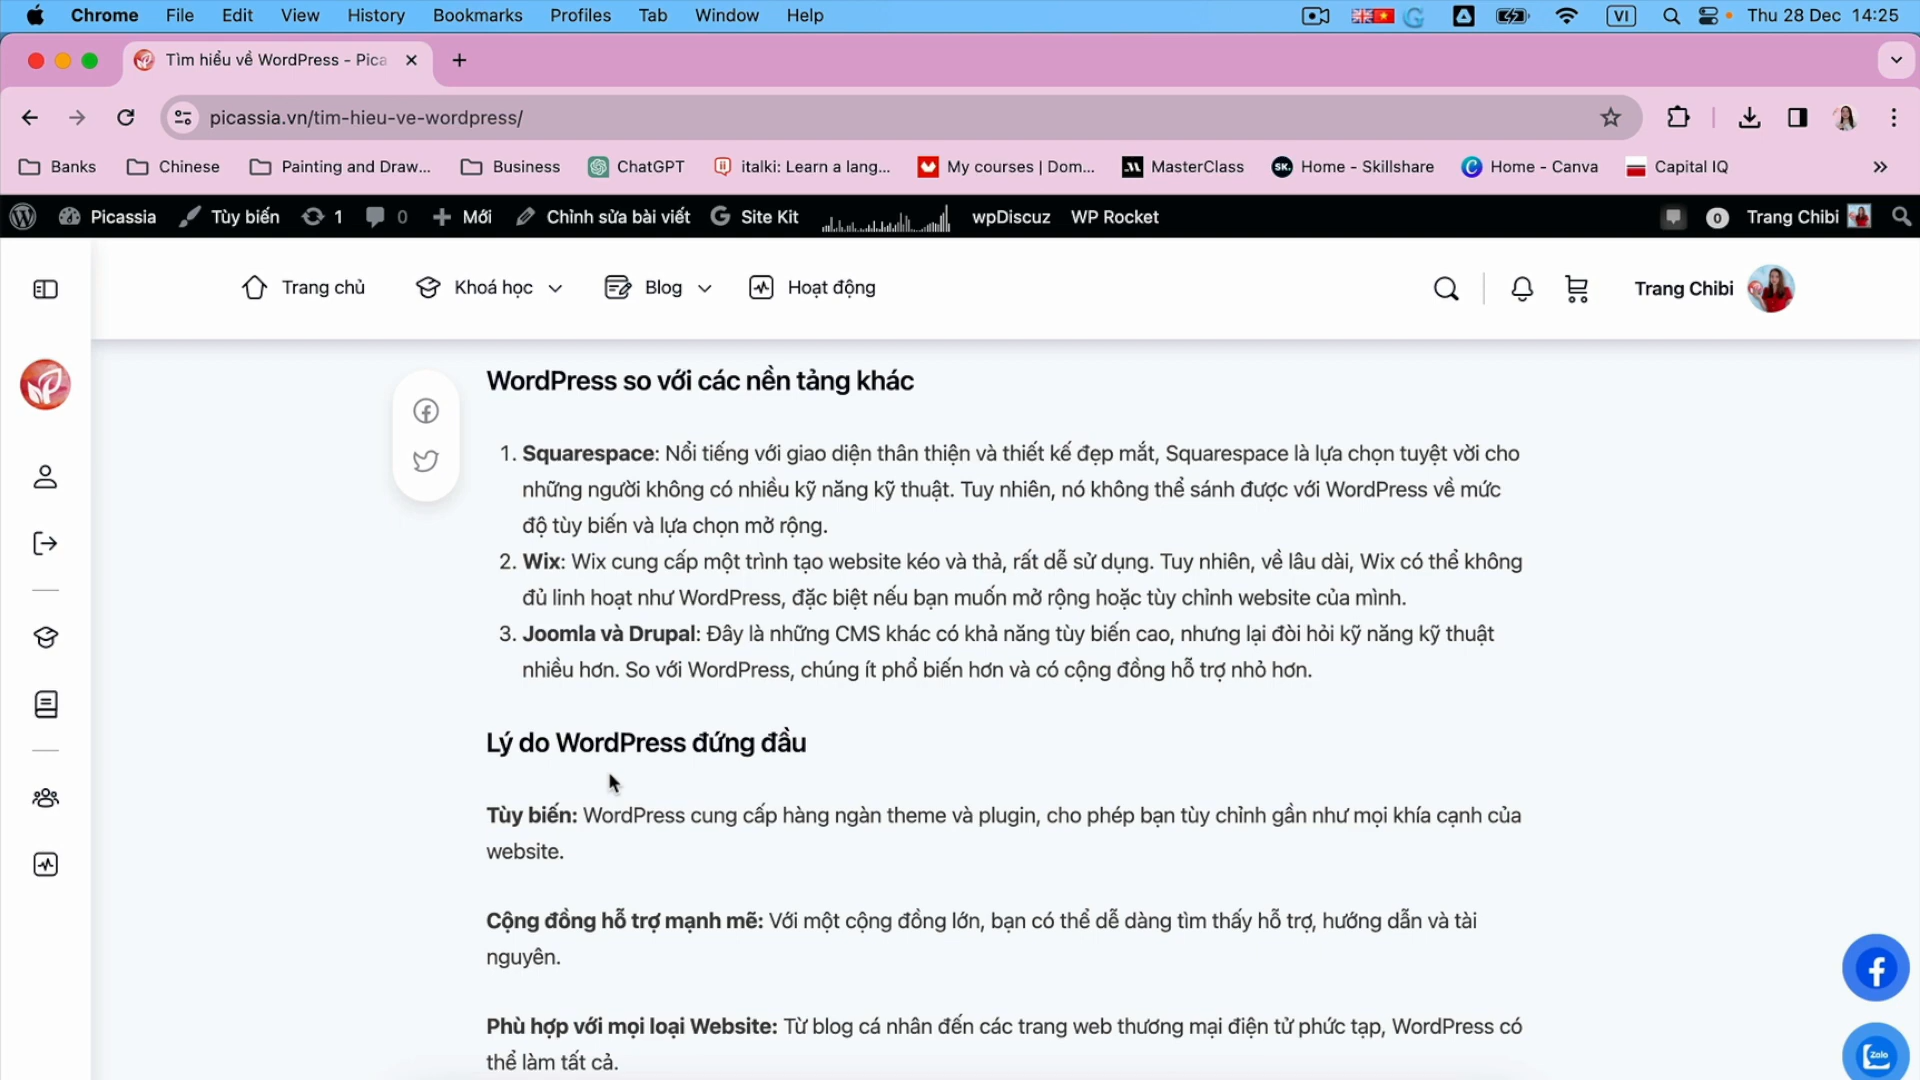 Chrome File Edit View History Bookmarks Profiles Tab Window Help VI Thu 28 Dec 14:25
Tìm hiểu về WordPress - Pica
picassia.vn/tim-hieu-ve-wordpress/
Banks Chinese Painting and Draw... Business ChatGPT italki: Learn a lang... My courses | Dom... MasterClass Home - Skillshare Home - Canva Capital IQ
Picassia Tùy biến 1 0 Mới Chỉnh sửa bài viết Site Kit wpDiscuz WP Rocket 0 Trang Chibi
Trang chủ Khoá học Blog Hoạt động Trang Chibi
WordPress so với các nền tảng khác
1. Squarespace: Nổi tiếng với giao diện thân thiện và thiết kế đẹp mắt, Squarespace là lựa chọn tuyệt vời cho
những người không có nhiều kỹ năng kỹ thuật. Tuy nhiên, nó không thể sánh được với WordPress về mức
độ tùy biến và lựa chọn mở rộng.
2. Wix: Wix cung cấp một trình tạo website kéo và thả, rất dễ sử dụng. Tuy nhiên, về lâu dài, Wix có thể không
đủ linh hoạt như WordPress, đặc biệt nếu bạn muốn mở rộng hoặc tùy chỉnh website của mình.
3. Joomla và Drupal: Đây là những CMS khác có khả năng tùy biến cao, nhưng lại đòi hỏi kỹ năng kỹ thuật
nhiều hơn. So với WordPress, chúng ít phổ biến hơn và có cộng đồng hỗ trợ nhỏ hơn.
Lý do WordPress đứng đầu
Tùy biến: WordPress cung cấp hàng ngàn theme và plugin, cho phép bạn tùy chỉnh gần như mọi khía cạnh của
website.
Cộng đồng hỗ trợ mạnh mẽ: Với một cộng đồng lớn, bạn có thể dễ dàng tìm thấy hỗ trợ, hướng dẫn và tài
nguyên.
Phù hợp với mọi loại Website: Từ blog cá nhân đến các trang web thương mại điện tử phức tạp, WordPress có
thể làm tất cả.
Zalo